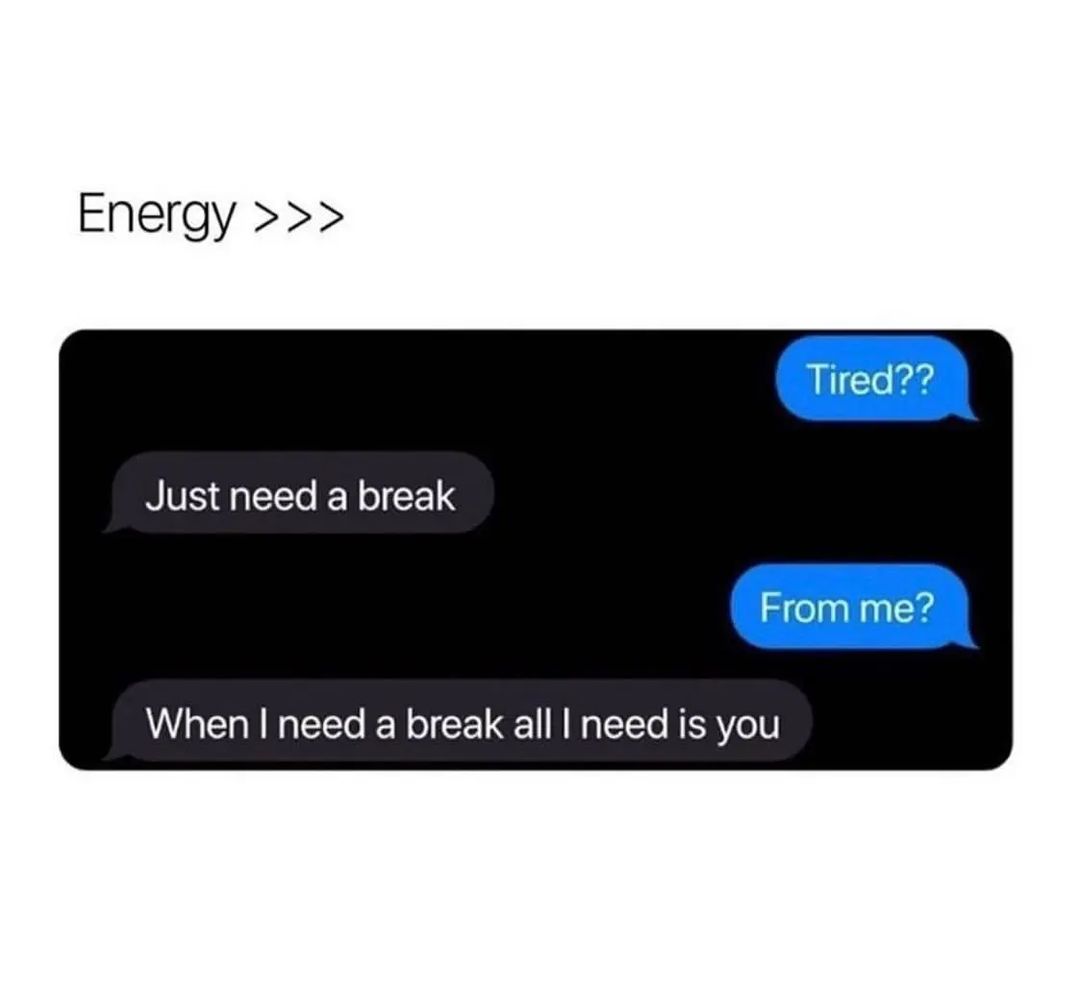 Energy >>>
Tired??
Just need a break
From me?
When I need a break all I need is you